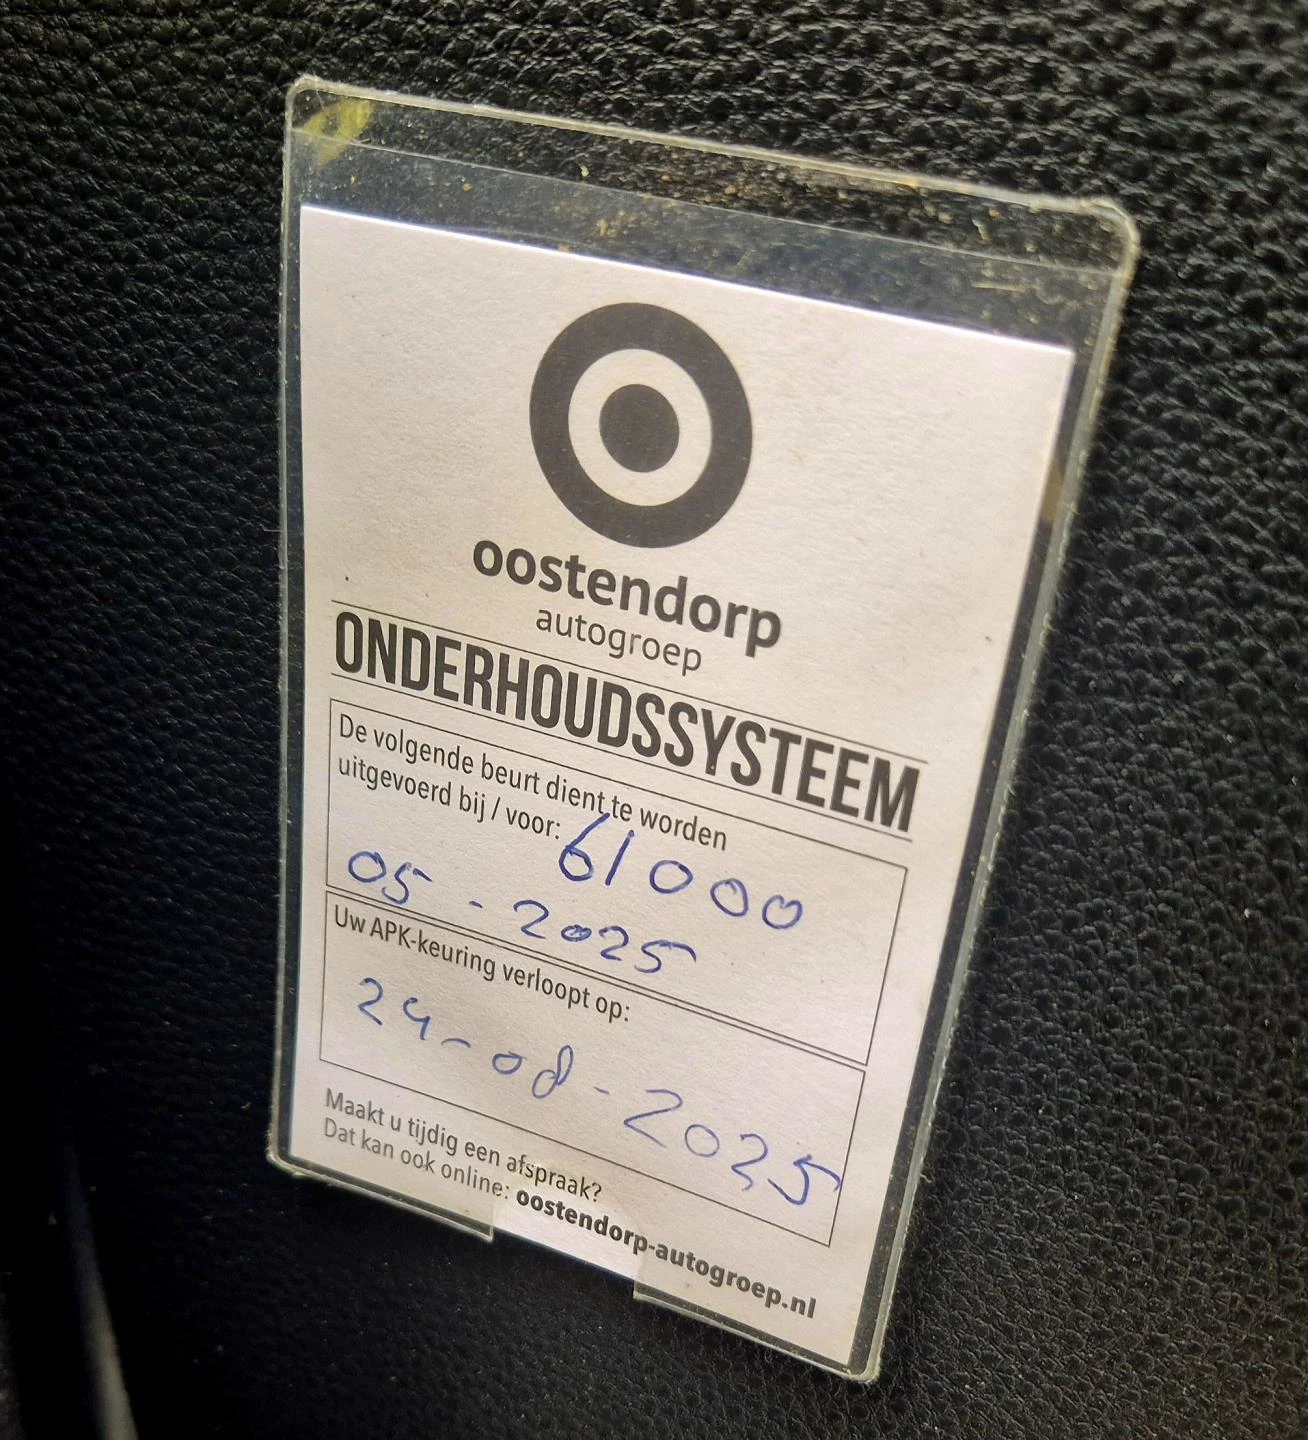 oostendorp
autogroep
ONDERHOUDSSYSTEEM
De volgende beurt dient te worden
uitgevoerd bij / voor: 61000
05 - 2025
Uw APK-keuring verloopt op:
24-08-2025
Maakt u tijdig een afspraak?
Dat kan ook online: oostendorp-autogroep.nl